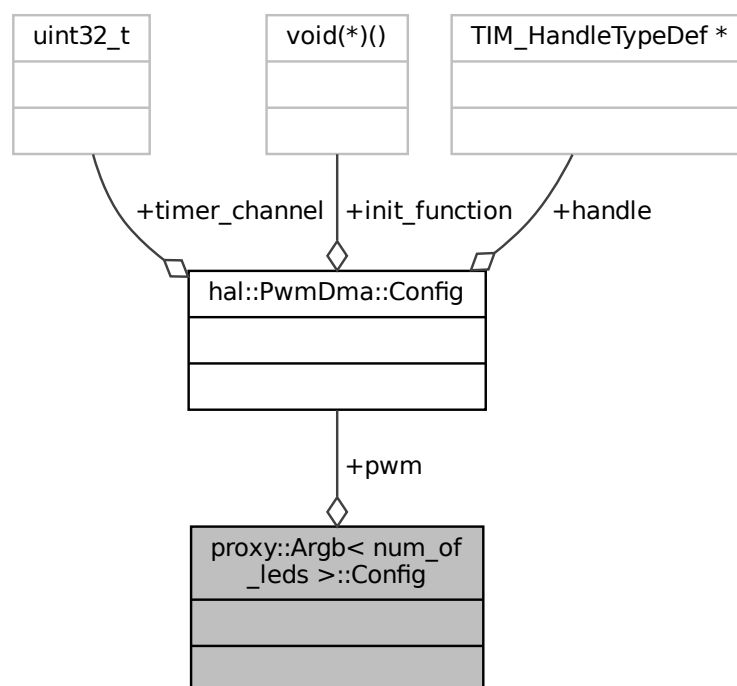 uint32_t
void(*)()
TIM_HandleTypeDef *
+timer_channel
+init_function
+handle
hal::PwmDma::Config
+pwm
proxy::Argb< num_of
_leds >::Config